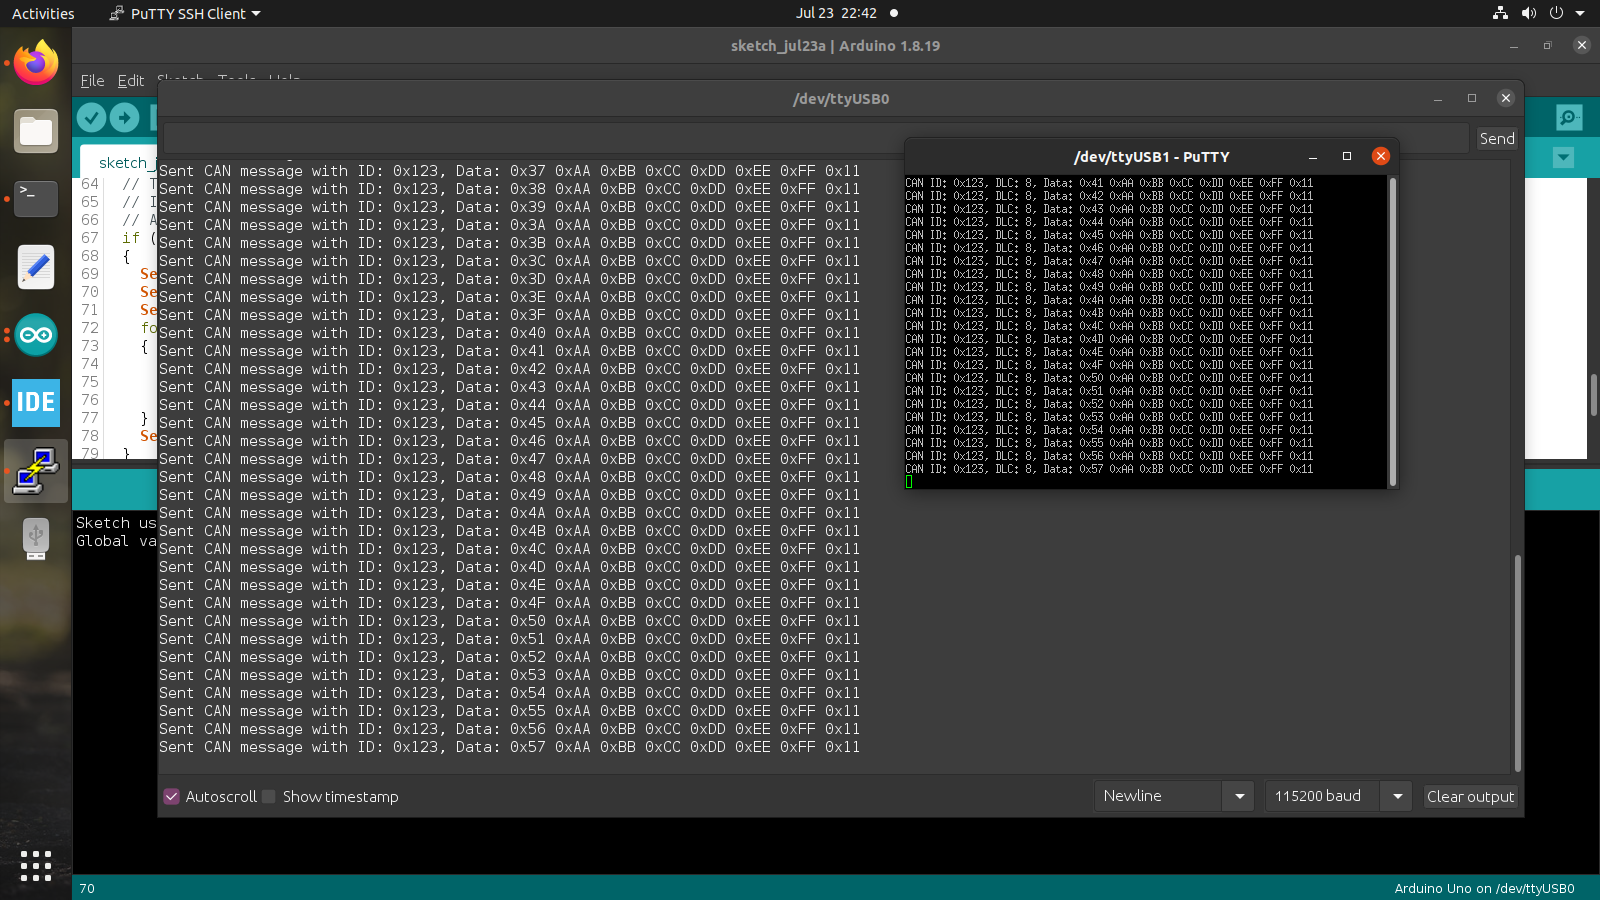 Activities PuTTY SSH Client Jul 23 22:42
sketch_jul23a | Arduino 1.8.19
File Edit Sketch Tools Help
/dev/ttyUSB0
Send
sketch_j
64 // T
65 // I
66 // A
67 if (
68 {
69 Se
70 Se
71 Se
72 fo
73 {
74
75
76
77 }
78 Se
79 }
Sketch us
Global va
Sent CAN message with ID: 0x123, Data: 0x37 0xAA 0xBB 0xCC 0xDD 0xEE 0xFF 0x11
Sent CAN message with ID: 0x123, Data: 0x38 0xAA 0xBB 0xCC 0xDD 0xEE 0xFF 0x11
Sent CAN message with ID: 0x123, Data: 0x39 0xAA 0xBB 0xCC 0xDD 0xEE 0xFF 0x11
Sent CAN message with ID: 0x123, Data: 0x3A 0xAA 0xBB 0xCC 0xDD 0xEE 0xFF 0x11
Sent CAN message with ID: 0x123, Data: 0x3B 0xAA 0xBB 0xCC 0xDD 0xEE 0xFF 0x11
Sent CAN message with ID: 0x123, Data: 0x3C 0xAA 0xBB 0xCC 0xDD 0xEE 0xFF 0x11
Sent CAN message with ID: 0x123, Data: 0x3D 0xAA 0xBB 0xCC 0xDD 0xEE 0xFF 0x11
Sent CAN message with ID: 0x123, Data: 0x3E 0xAA 0xBB 0xCC 0xDD 0xEE 0xFF 0x11
Sent CAN message with ID: 0x123, Data: 0x3F 0xAA 0xBB 0xCC 0xDD 0xEE 0xFF 0x11
Sent CAN message with ID: 0x123, Data: 0x40 0xAA 0xBB 0xCC 0xDD 0xEE 0xFF 0x11
Sent CAN message with ID: 0x123, Data: 0x41 0xAA 0xBB 0xCC 0xDD 0xEE 0xFF 0x11
Sent CAN message with ID: 0x123, Data: 0x42 0xAA 0xBB 0xCC 0xDD 0xEE 0xFF 0x11
Sent CAN message with ID: 0x123, Data: 0x43 0xAA 0xBB 0xCC 0xDD 0xEE 0xFF 0x11
Sent CAN message with ID: 0x123, Data: 0x44 0xAA 0xBB 0xCC 0xDD 0xEE 0xFF 0x11
Sent CAN message with ID: 0x123, Data: 0x45 0xAA 0xBB 0xCC 0xDD 0xEE 0xFF 0x11
Sent CAN message with ID: 0x123, Data: 0x46 0xAA 0xBB 0xCC 0xDD 0xEE 0xFF 0x11
Sent CAN message with ID: 0x123, Data: 0x47 0xAA 0xBB 0xCC 0xDD 0xEE 0xFF 0x11
Sent CAN message with ID: 0x123, Data: 0x48 0xAA 0xBB 0xCC 0xDD 0xEE 0xFF 0x11
Sent CAN message with ID: 0x123, Data: 0x49 0xAA 0xBB 0xCC 0xDD 0xEE 0xFF 0x11
Sent CAN message with ID: 0x123, Data: 0x4A 0xAA 0xBB 0xCC 0xDD 0xEE 0xFF 0x11
Sent CAN message with ID: 0x123, Data: 0x4B 0xAA 0xBB 0xCC 0xDD 0xEE 0xFF 0x11
Sent CAN message with ID: 0x123, Data: 0x4C 0xAA 0xBB 0xCC 0xDD 0xEE 0xFF 0x11
Sent CAN message with ID: 0x123, Data: 0x4D 0xAA 0xBB 0xCC 0xDD 0xEE 0xFF 0x11
Sent CAN message with ID: 0x123, Data: 0x4E 0xAA 0xBB 0xCC 0xDD 0xEE 0xFF 0x11
Sent CAN message with ID: 0x123, Data: 0x4F 0xAA 0xBB 0xCC 0xDD 0xEE 0xFF 0x11
Sent CAN message with ID: 0x123, Data: 0x50 0xAA 0xBB 0xCC 0xDD 0xEE 0xFF 0x11
Sent CAN message with ID: 0x123, Data: 0x51 0xAA 0xBB 0xCC 0xDD 0xEE 0xFF 0x11
Sent CAN message with ID: 0x123, Data: 0x52 0xAA 0xBB 0xCC 0xDD 0xEE 0xFF 0x11
Sent CAN message with ID: 0x123, Data: 0x53 0xAA 0xBB 0xCC 0xDD 0xEE 0xFF 0x11
Sent CAN message with ID: 0x123, Data: 0x54 0xAA 0xBB 0xCC 0xDD 0xEE 0xFF 0x11
Sent CAN message with ID: 0x123, Data: 0x55 0xAA 0xBB 0xCC 0xDD 0xEE 0xFF 0x11
Sent CAN message with ID: 0x123, Data: 0x56 0xAA 0xBB 0xCC 0xDD 0xEE 0xFF 0x11
Sent CAN message with ID: 0x123, Data: 0x57 0xAA 0xBB 0xCC 0xDD 0xEE 0xFF 0x11
/dev/ttyUSB1 - PuTTY
CAN ID: 0x123, DLC: 8, Data: 0x41 0xAA 0xBB 0xCC 0xDD 0xEE 0xFF 0x11
CAN ID: 0x123, DLC: 8, Data: 0x42 0xAA 0xBB 0xCC 0xDD 0xEE 0xFF 0x11
CAN ID: 0x123, DLC: 8, Data: 0x43 0xAA 0xBB 0xCC 0xDD 0xEE 0xFF 0x11
CAN ID: 0x123, DLC: 8, Data: 0x44 0xAA 0xBB 0xCC 0xDD 0xEE 0xFF 0x11
CAN ID: 0x123, DLC: 8, Data: 0x45 0xAA 0xBB 0xCC 0xDD 0xEE 0xFF 0x11
CAN ID: 0x123, DLC: 8, Data: 0x46 0xAA 0xBB 0xCC 0xDD 0xEE 0xFF 0x11
CAN ID: 0x123, DLC: 8, Data: 0x47 0xAA 0xBB 0xCC 0xDD 0xEE 0xFF 0x11
CAN ID: 0x123, DLC: 8, Data: 0x48 0xAA 0xBB 0xCC 0xDD 0xEE 0xFF 0x11
CAN ID: 0x123, DLC: 8, Data: 0x49 0xAA 0xBB 0xCC 0xDD 0xEE 0xFF 0x11
CAN ID: 0x123, DLC: 8, Data: 0x4A 0xAA 0xBB 0xCC 0xDD 0xEE 0xFF 0x11
CAN ID: 0x123, DLC: 8, Data: 0x4B 0xAA 0xBB 0xCC 0xDD 0xEE 0xFF 0x11
CAN ID: 0x123, DLC: 8, Data: 0x4C 0xAA 0xBB 0xCC 0xDD 0xEE 0xFF 0x11
CAN ID: 0x123, DLC: 8, Data: 0x4D 0xAA 0xBB 0xCC 0xDD 0xEE 0xFF 0x11
CAN ID: 0x123, DLC: 8, Data: 0x4E 0xAA 0xBB 0xCC 0xDD 0xEE 0xFF 0x11
CAN ID: 0x123, DLC: 8, Data: 0x4F 0xAA 0xBB 0xCC 0xDD 0xEE 0xFF 0x11
CAN ID: 0x123, DLC: 8, Data: 0x50 0xAA 0xBB 0xCC 0xDD 0xEE 0xFF 0x11
CAN ID: 0x123, DLC: 8, Data: 0x51 0xAA 0xBB 0xCC 0xDD 0xEE 0xFF 0x11
CAN ID: 0x123, DLC: 8, Data: 0x52 0xAA 0xBB 0xCC 0xDD 0xEE 0xFF 0x11
CAN ID: 0x123, DLC: 8, Data: 0x53 0xAA 0xBB 0xCC 0xDD 0xEE 0xFF 0x11
CAN ID: 0x123, DLC: 8, Data: 0x54 0xAA 0xBB 0xCC 0xDD 0xEE 0xFF 0x11
CAN ID: 0x123, DLC: 8, Data: 0x55 0xAA 0xBB 0xCC 0xDD 0xEE 0xFF 0x11
CAN ID: 0x123, DLC: 8, Data: 0x56 0xAA 0xBB 0xCC 0xDD 0xEE 0xFF 0x11
CAN ID: 0x123, DLC: 8, Data: 0x57 0xAA 0xBB 0xCC 0xDD 0xEE 0xFF 0x11
IDE
Autoscroll Show timestamp Newline 115200 baud Clear output
70 Arduino Uno on /dev/ttyUSB0